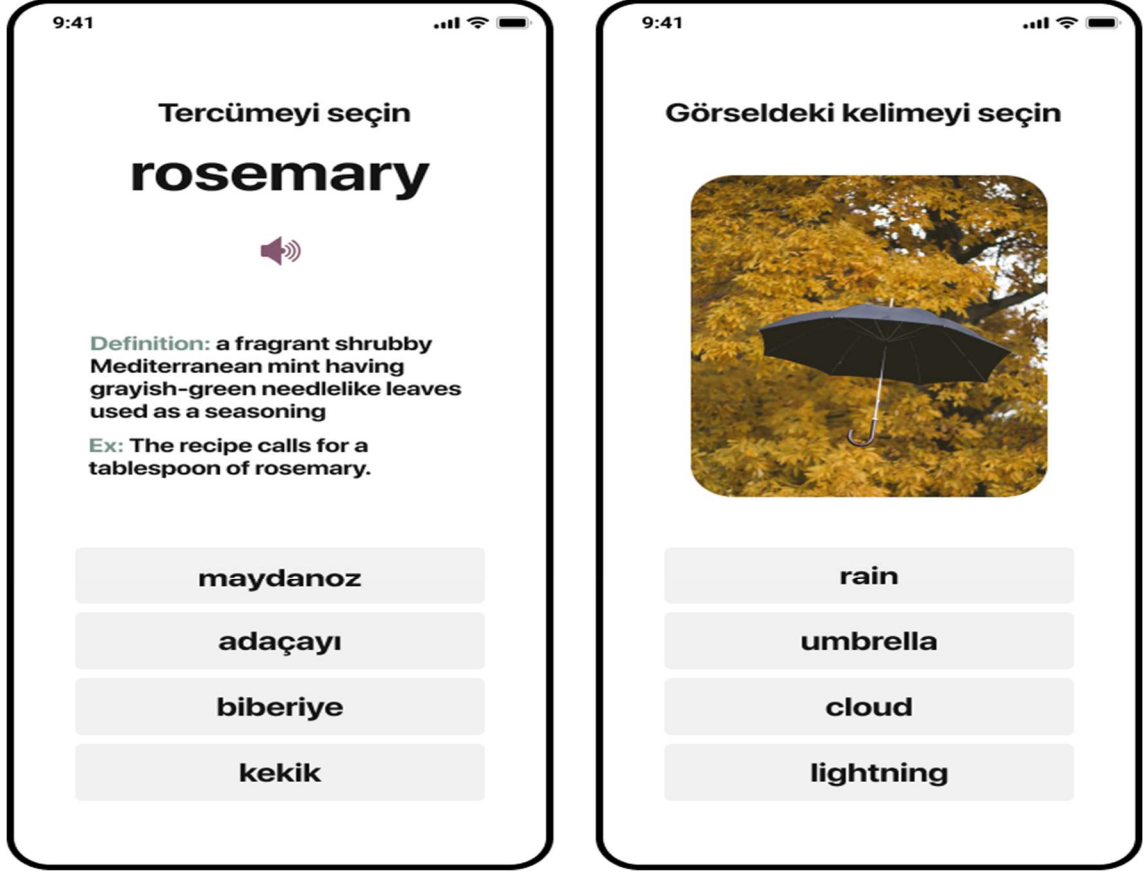 9:41
Tercümeyi seçin
rosemary
Definition: a fragrant shrubby
Mediterranean mint having
grayish-green needlelike leaves
used as a seasoning
Ex: The recipe calls for a
tablespoon of rosemary.
maydanoz
adaçayı
biberiye
kekik
9:41
Görseldeki kelimeyi seçin
rain
umbrella
cloud
lightning